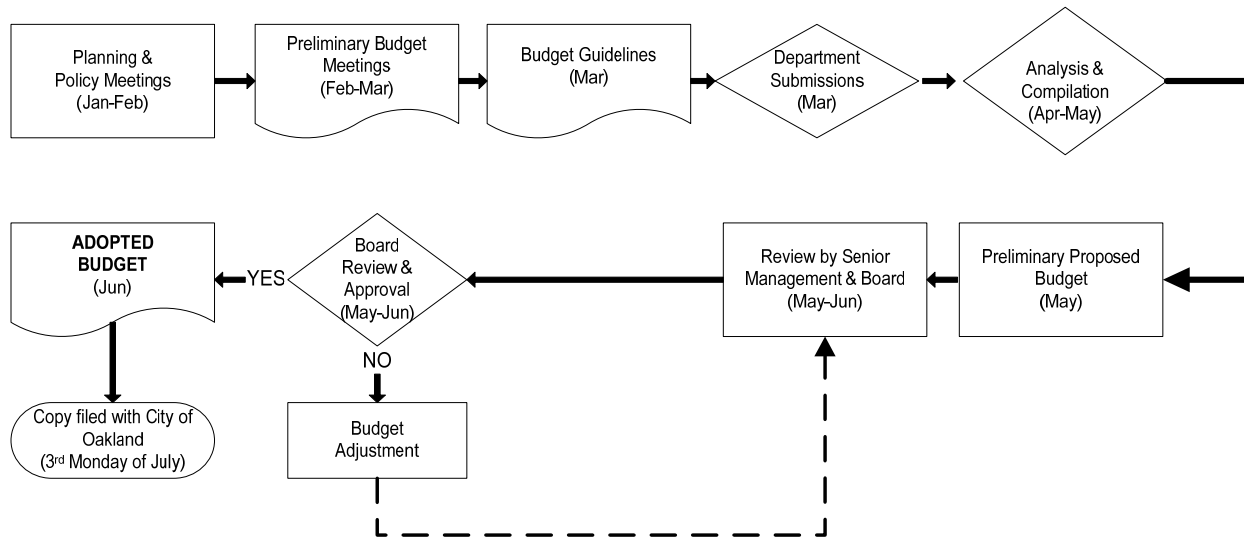 Planning &
Policy Meetings
(Jan-Feb)
Preliminary Budget
Meetings
(Feb-Mar)
Budget Guidelines
(Mar)
Department
Submissions
(Mar)
Analysis &
Compilation
(Apr-May)
Preliminary Proposed
Budget
(May)
Review by Senior
Management & Board
(May-Jun)
Board
Review &
Approval
(May-Jun)
YES
ADOPTED
BUDGET
(Jun)
Copy filed with City of
Oakland
(3rd Monday of July)
NO
Budget
Adjustment